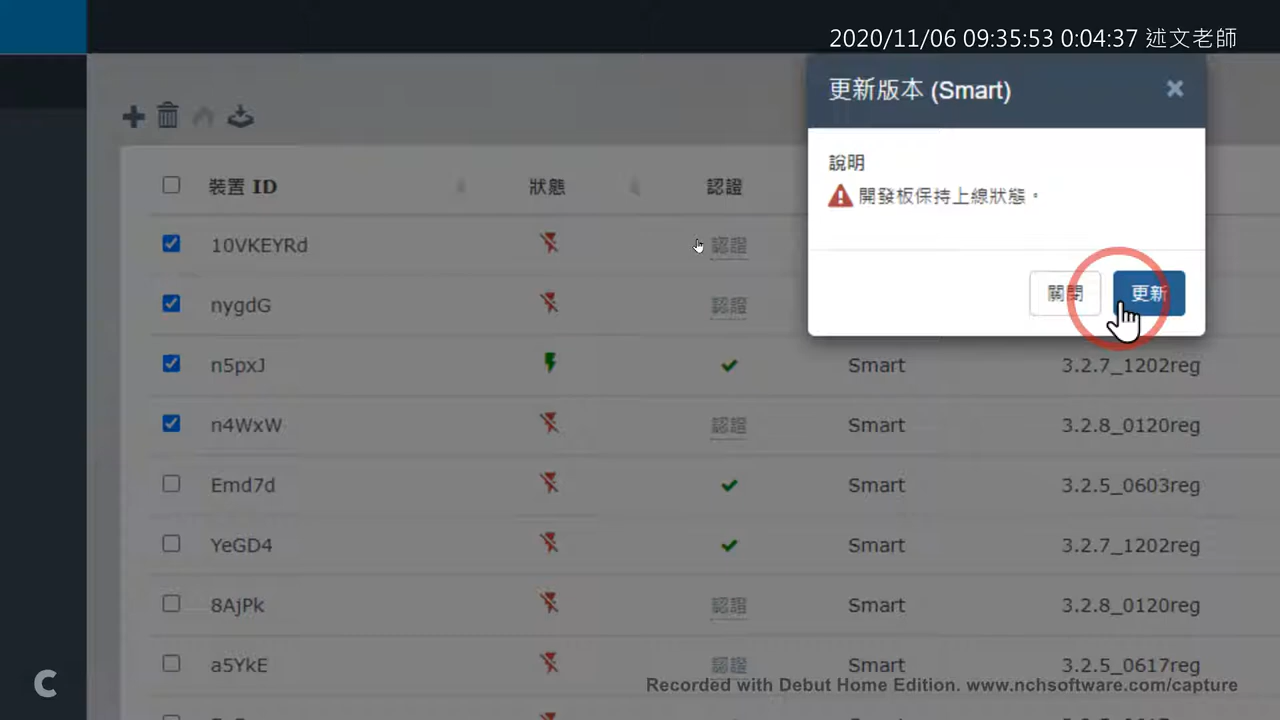 2020/11/06 09:35:53 0:04:37 述文老師
更新版本 (Smart)
說明
開發板保持上線狀態。
關閉 更新
裝置 ID 狀態 認證
10VKEYRd 認證
nygdG 認證
n5pxJ Smart 3.2.7_1202reg
n4WxW 認證 Smart 3.2.8_0120reg
Emd7d Smart 3.2.5_0603reg
YeGD4 Smart 3.2.7_1202reg
8AjPk 認證 Smart 3.2.8_0120reg
a5YkE 認證 Smart 3.2.5_0617reg
Recorded with Debut Home Edition. www.nchsoftware.com/capture